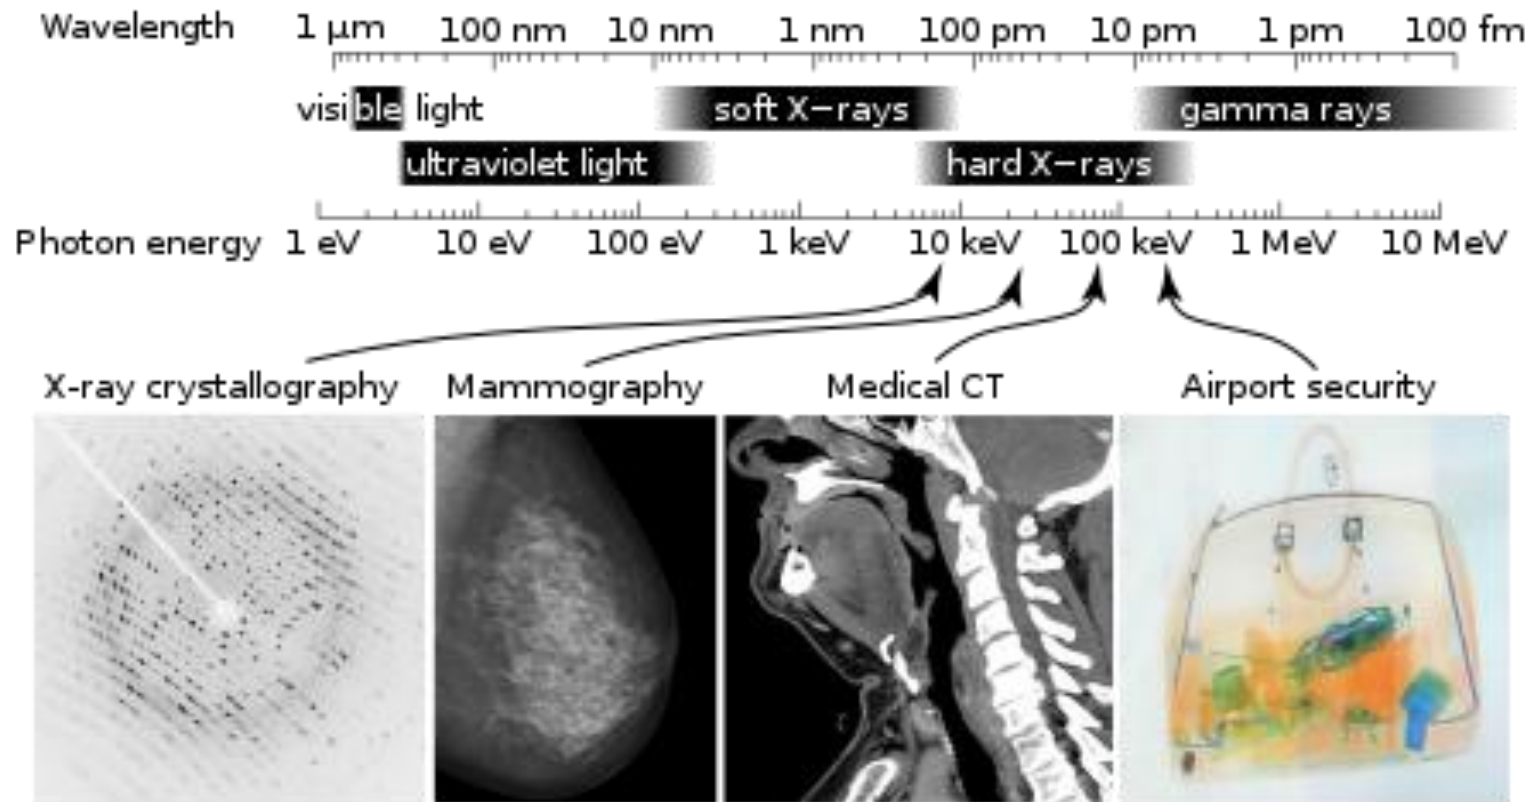 Wavelength 1 μm 100 nm 10 nm 1 nm 100 pm 10 pm 1 pm 100 fm
visible light soft X−rays gamma rays
ultraviolet light hard X−rays
Photon energy 1 eV 10 eV 100 eV 1 keV 10 keV 100 keV 1 MeV 10 MeV
X-ray crystallography Mammography Medical CT Airport security